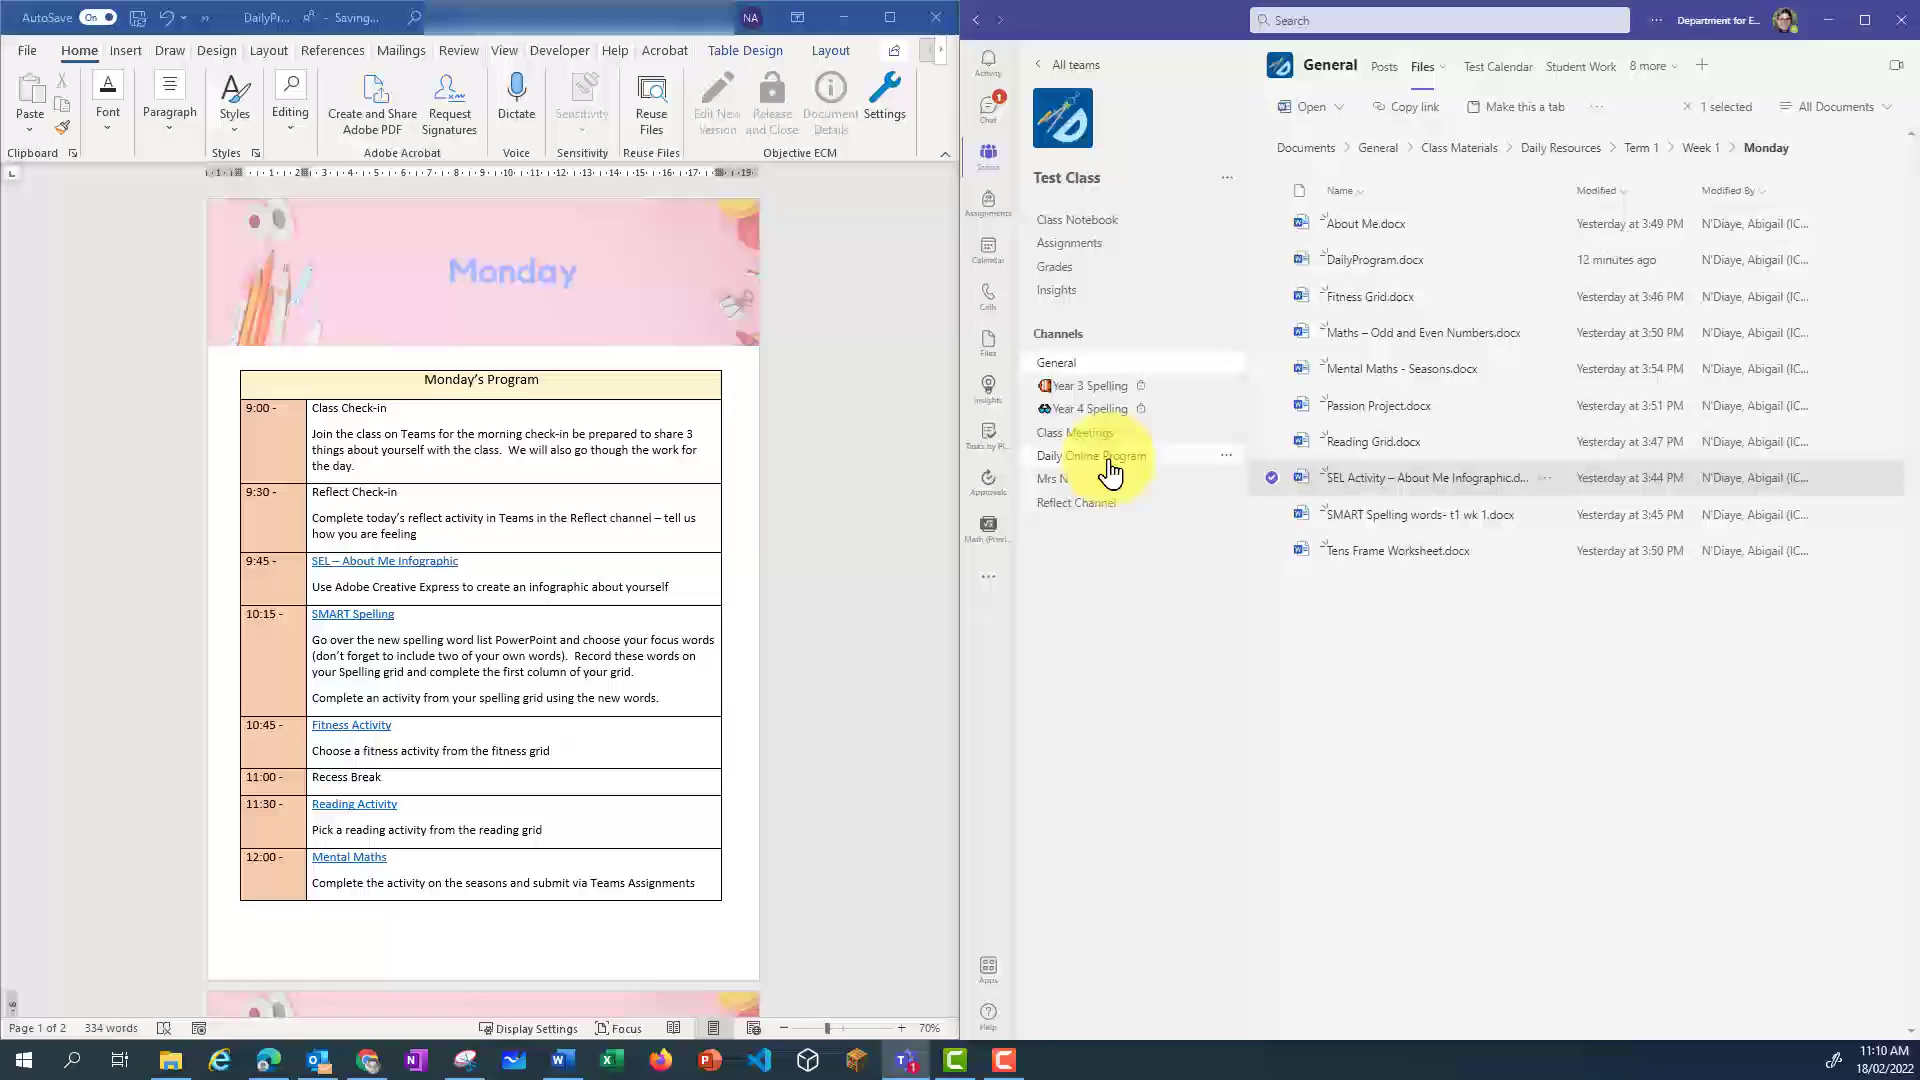 AutoSave On DailyPr... Saving... NA
File Home Insert Draw Design Layout References Mailings Review View Developer Help Acrobat Table Design Layout
Paste Font Paragraph Styles Editing Create and Share Adobe PDF Request Signatures Dictate Sensitivity Reuse Files Edit New Version Release and Close Document Details Settings
Clipboard Styles Adobe Acrobat Voice Sensitivity Reuse Files Objective ECM
Monday
Monday's Program
9:00 - Class Check-in
Join the class on Teams for the morning check-in be prepared to share 3
things about yourself with the class. We will also go though the work for
the day.
9:30 - Reflect Check-in
Complete today's reflect activity in Teams in the Reflect channel – tell us
how you are feeling
9:45 - SEL – About Me Infographic
Use Adobe Creative Express to create an infographic about yourself
10:15 - SMART Spelling
Go over the new spelling word list PowerPoint and choose your focus words
(don't forget to include two of your own words). Record these words on
your Spelling grid and complete the first column of your grid.
Complete an activity from your spelling grid using the new words.
10:45 - Fitness Activity
Choose a fitness activity from the fitness grid
11:00 - Recess Break
11:30 - Reading Activity
Pick a reading activity from the reading grid
12:00 - Mental Maths
Complete the activity on the seasons and submit via Teams Assignments
Page 1 of 2 334 words Display Settings Focus 70%
Search Department for E...
Activity
Chat 1
Teams
Assignments
Calendar
Calls
Files
Insights
Tasks by Pl...
Approvals
Math (Previ...
Apps
Help
All teams
Test Class
Class Notebook
Assignments
Grades
Insights
Channels
General
Year 3 Spelling
Year 4 Spelling
Class Meetings
Daily Online Program
Mrs N
Reflect Channel
General Posts Files Test Calendar Student Work 8 more
Open Copy link Make this a tab 1 selected All Documents
Documents > General > Class Materials > Daily Resources > Term 1 > Week 1 > Monday
Name Modified Modified By
About Me.docx Yesterday at 3:49 PM N'Diaye, Abigail (IC...
DailyProgram.docx 12 minutes ago N'Diaye, Abigail (IC...
Fitness Grid.docx Yesterday at 3:46 PM N'Diaye, Abigail (IC...
Maths – Odd and Even Numbers.docx Yesterday at 3:50 PM N'Diaye, Abigail (IC...
Mental Maths - Seasons.docx Yesterday at 3:54 PM N'Diaye, Abigail (IC...
Passion Project.docx Yesterday at 3:51 PM N'Diaye, Abigail (IC...
Reading Grid.docx Yesterday at 3:47 PM N'Diaye, Abigail (IC...
SEL Activity – About Me Infographic.d... Yesterday at 3:44 PM N'Diaye, Abigail (IC...
SMART Spelling words- t1 wk 1.docx Yesterday at 3:45 PM N'Diaye, Abigail (IC...
Tens Frame Worksheet.docx Yesterday at 3:50 PM N'Diaye, Abigail (IC...
11:10 AM
18/02/2022